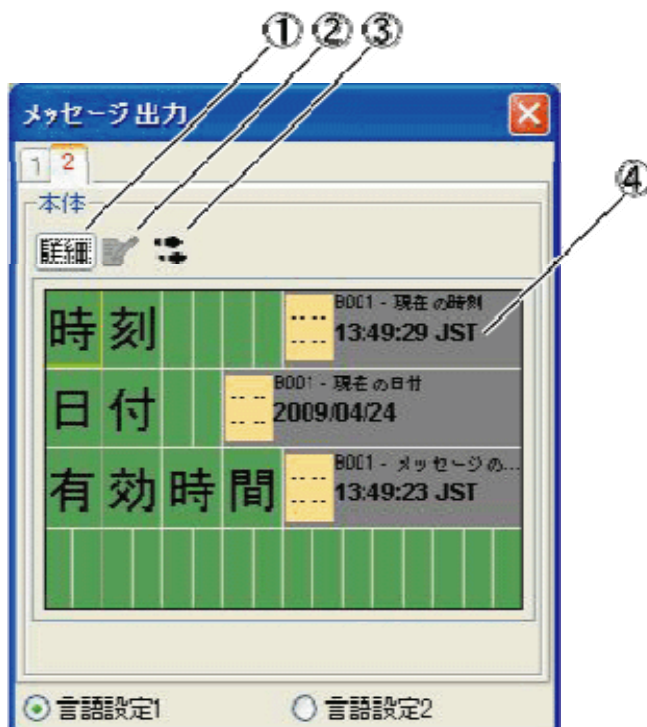 ① ② ③
メッセージ出力
④
1 2
本体
詳細
時刻 B001 - 現在の時刻
13:49:29 JST
日付 B001 - 現在の日付
2009/04/24
有効時間 B001 - メッセージの...
13:49:23 JST
言語設定1 言語設定2